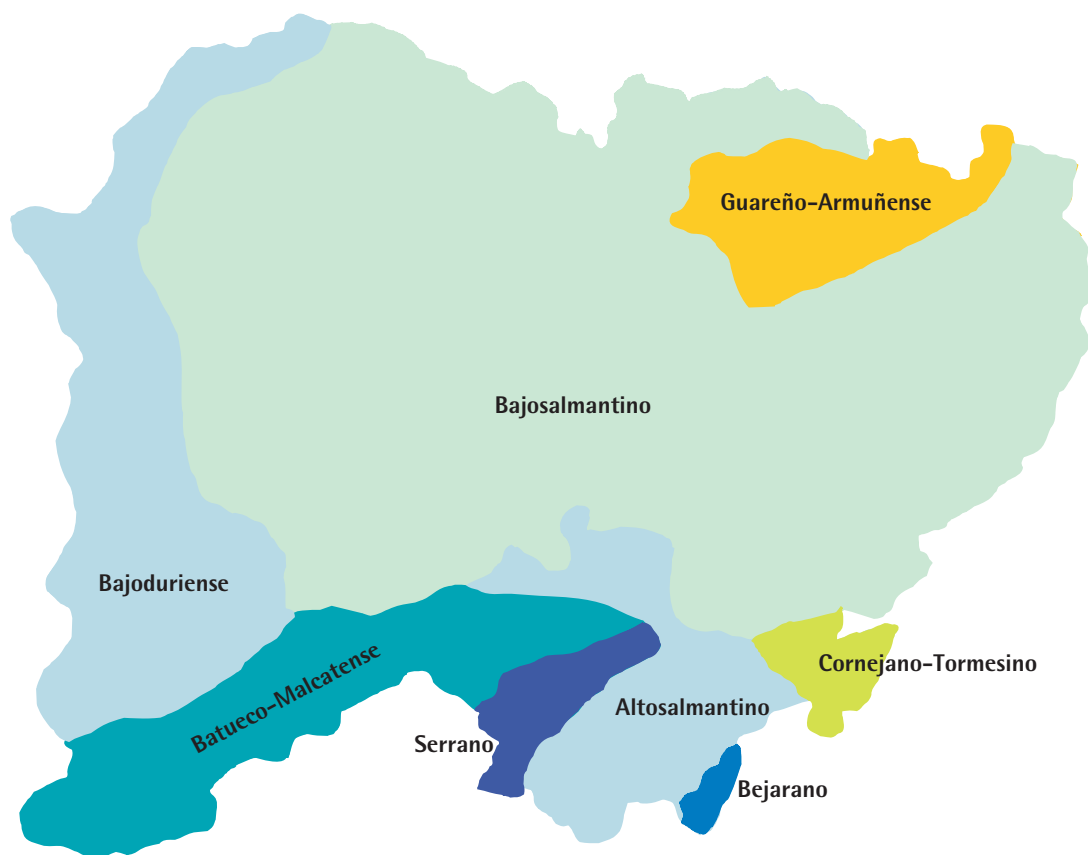 Guareño-Armuñense
Bajosalmantino
Bajoduriense
Batueco-Malcatense
Cornejano-Tormesino
Altosalmantino
Serrano
Bejarano